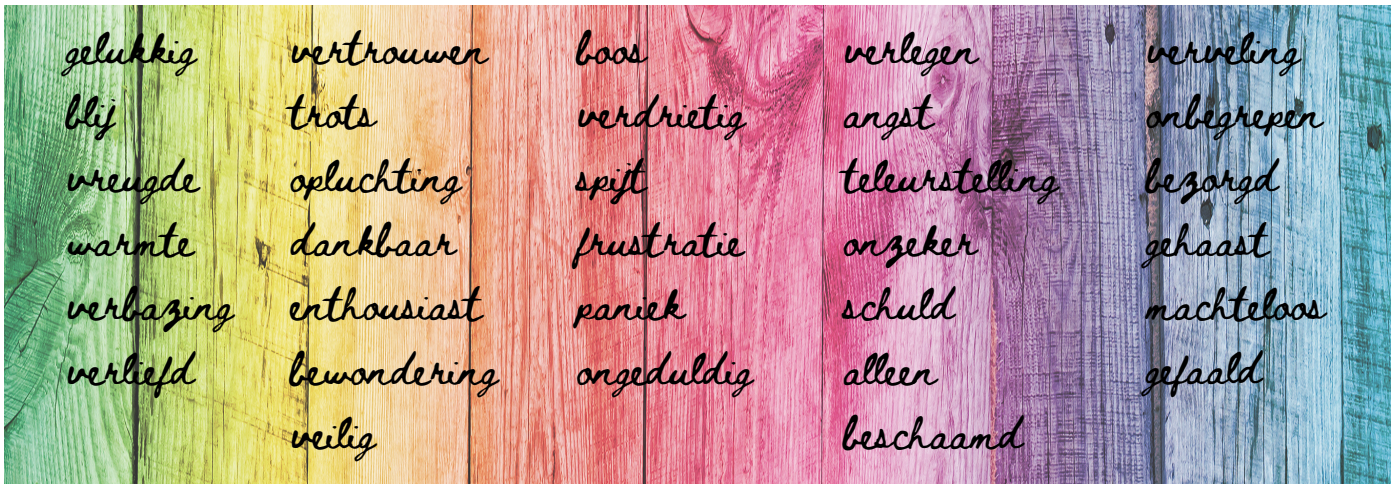 gelukkig vertrouwen boos verlegen verveling
blij trots verdrietig angst onbegrepen
vreugde opluchting spijt teleurstelling bezorgd
warmte dankbaar frustratie onzeker gehaast
verbazing enthousiast paniek schuld machteloos
verliefd bewondering ongeduldig alleen gefaald
veilig beschaamd